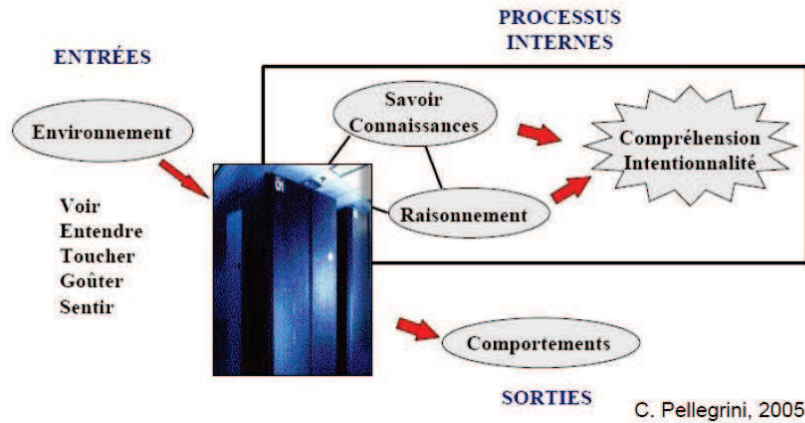 PROCESSUS
INTERNES
ENTRÉES
Environnement
Savoir
Connaissances
Compréhension
Intentionnalité
Raisonnement
Voir
Entendre
Toucher
Goûter
Sentir
Comportements
SORTIES
C. Pellegrini, 2005